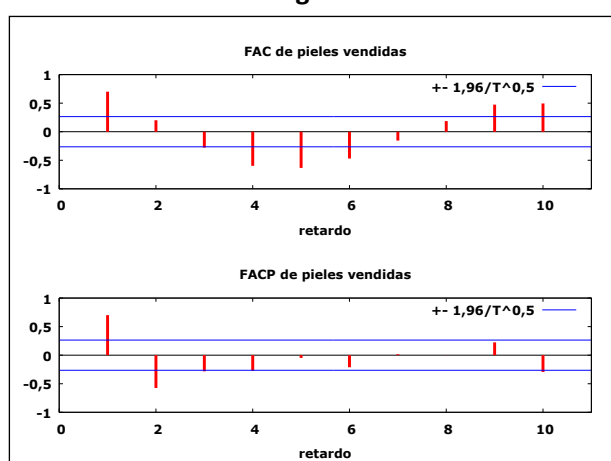 FAC de pieles vendidas
+- 1,96/T^0,5
1
0,5
0
-0,5
-1
0 2 4 6 8 10
retardo
FACP de pieles vendidas
+- 1,96/T^0,5
1
0,5
0
-0,5
-1
0 2 4 6 8 10
retardo